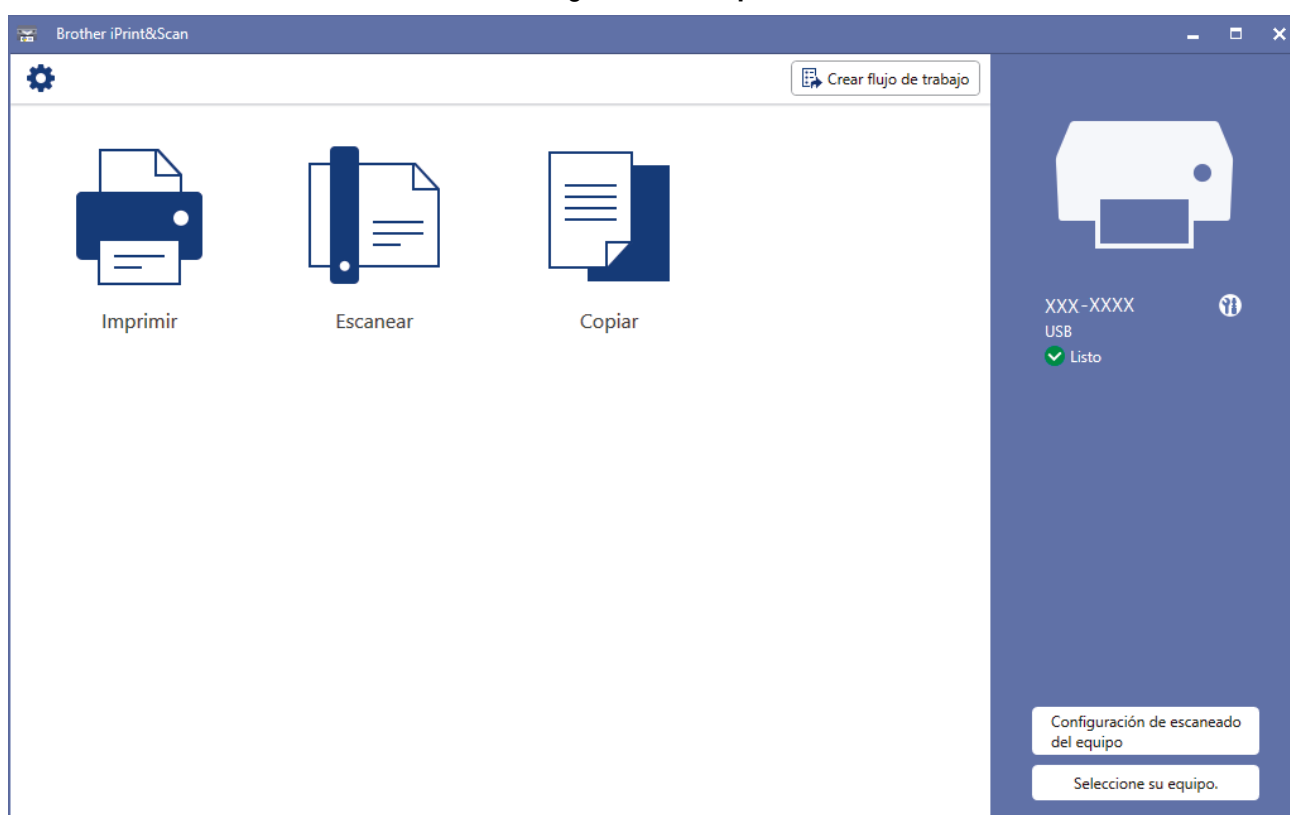 Brother iPrint&Scan
Crear flujo de trabajo
Imprimir
Escanear
Copiar
XXX-XXXX
USB
Listo
Configuración de escaneado
del equipo
Seleccione su equipo.